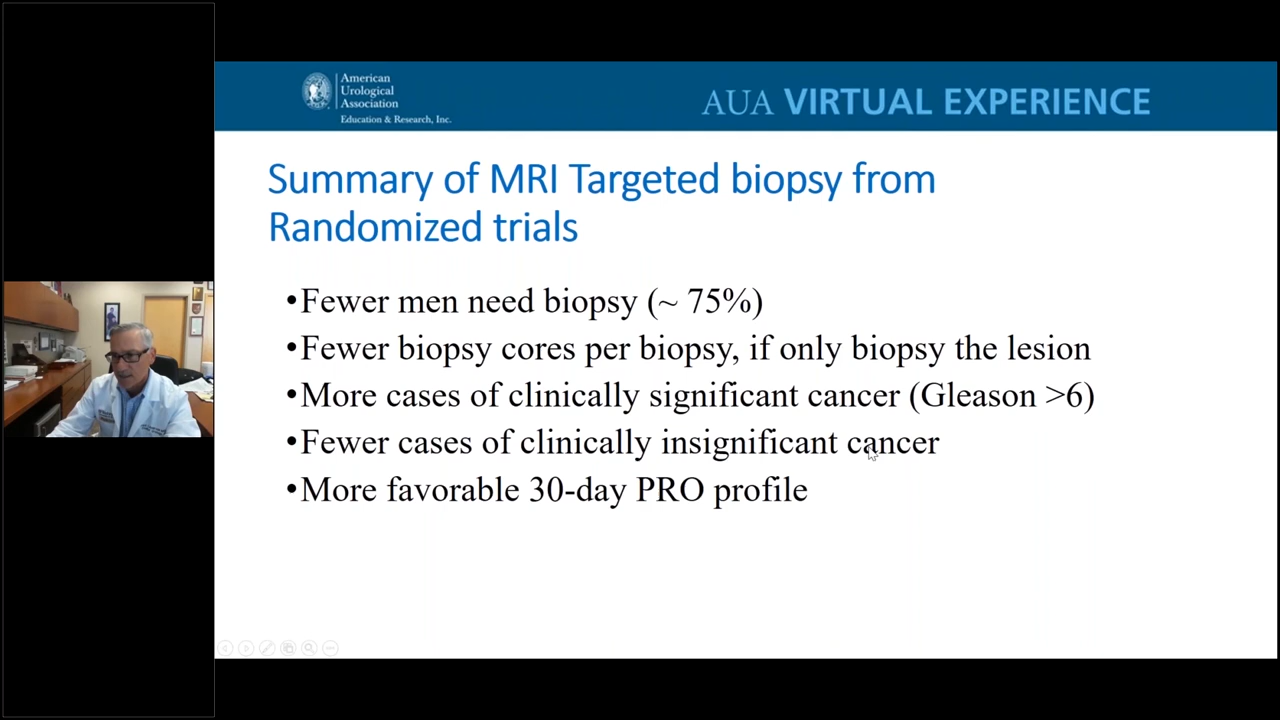 American
Urological
Association
Education & Research, Inc.
AUA VIRTUAL EXPERIENCE
Summary of MRI Targeted biopsy from
Randomized trials
•Fewer men need biopsy (~ 75%)
•Fewer biopsy cores per biopsy, if only biopsy the lesion
•More cases of clinically significant cancer (Gleason >6)
•Fewer cases of clinically insignificant cancer
•More favorable 30-day PRO profile